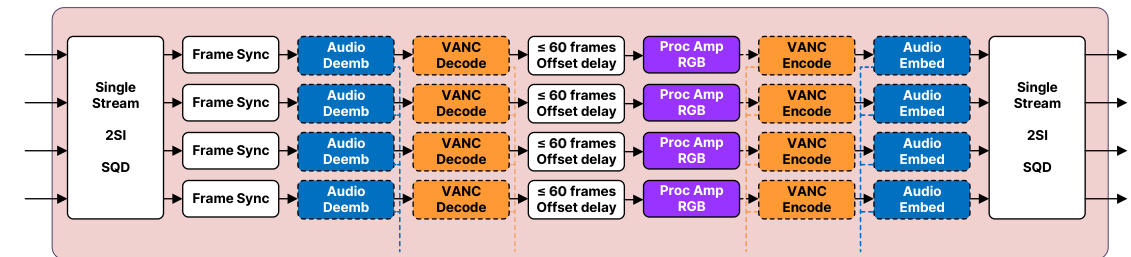 Single
Stream
2SI
SQD
Frame Sync
Audio
Deemb
VANC
Decode
≤ 60 frames
Offset delay
Proc Amp
RGB
VANC
Encode
Audio
Embed
Frame Sync
Audio
Deemb
VANC
Decode
≤ 60 frames
Offset delay
Proc Amp
RGB
VANC
Encode
Audio
Embed
Frame Sync
Audio
Deemb
VANC
Decode
≤ 60 frames
Offset delay
Proc Amp
RGB
VANC
Encode
Audio
Embed
Frame Sync
Audio
Deemb
VANC
Decode
≤ 60 frames
Offset delay
Proc Amp
RGB
VANC
Encode
Audio
Embed
Single
Stream
2SI
SQD